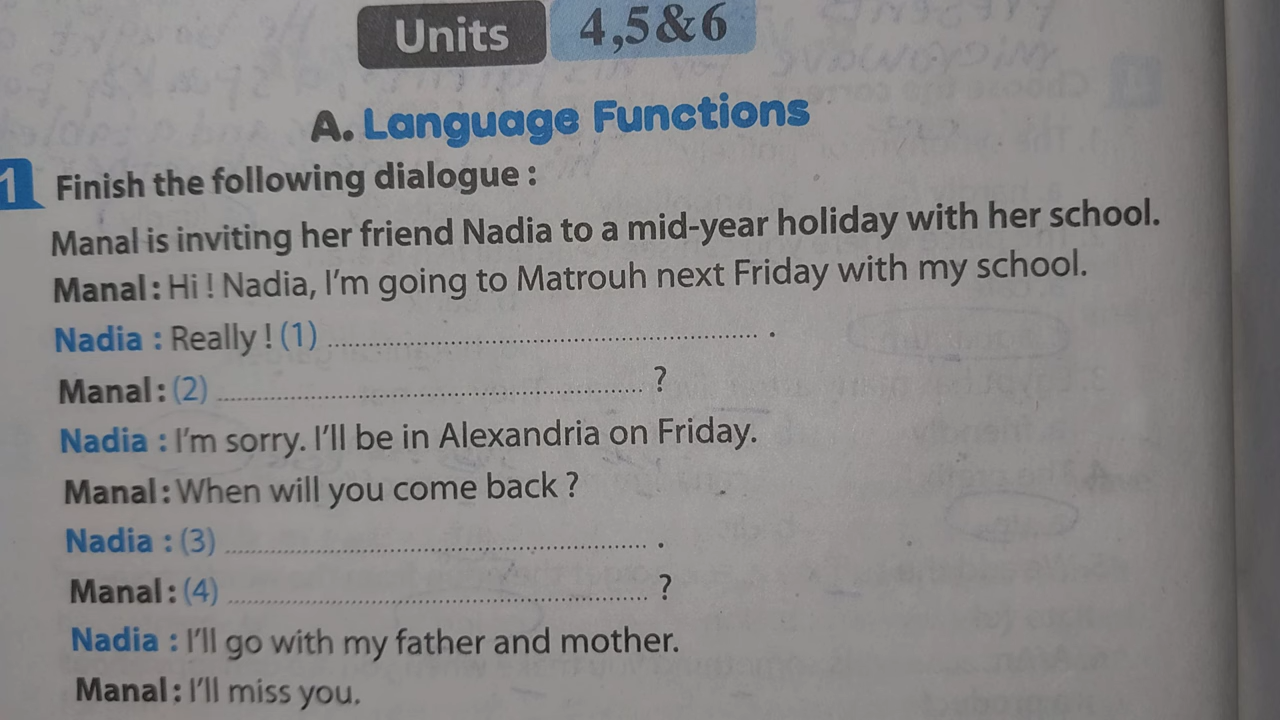 Units 4,5&6
A. Language Functions
1 Finish the following dialogue :
Manal is inviting her friend Nadia to a mid-year holiday with her school.
Manal : Hi ! Nadia, I'm going to Matrouh next Friday with my school.
Nadia : Really ! (1) ............................................................ .
Manal : (2) ............................................................ ?
Nadia : I'm sorry. I'll be in Alexandria on Friday.
Manal : When will you come back ?
Nadia : (3) ............................................................ .
Manal : (4) ............................................................ ?
Nadia : I'll go with my father and mother.
Manal : I'll miss you.